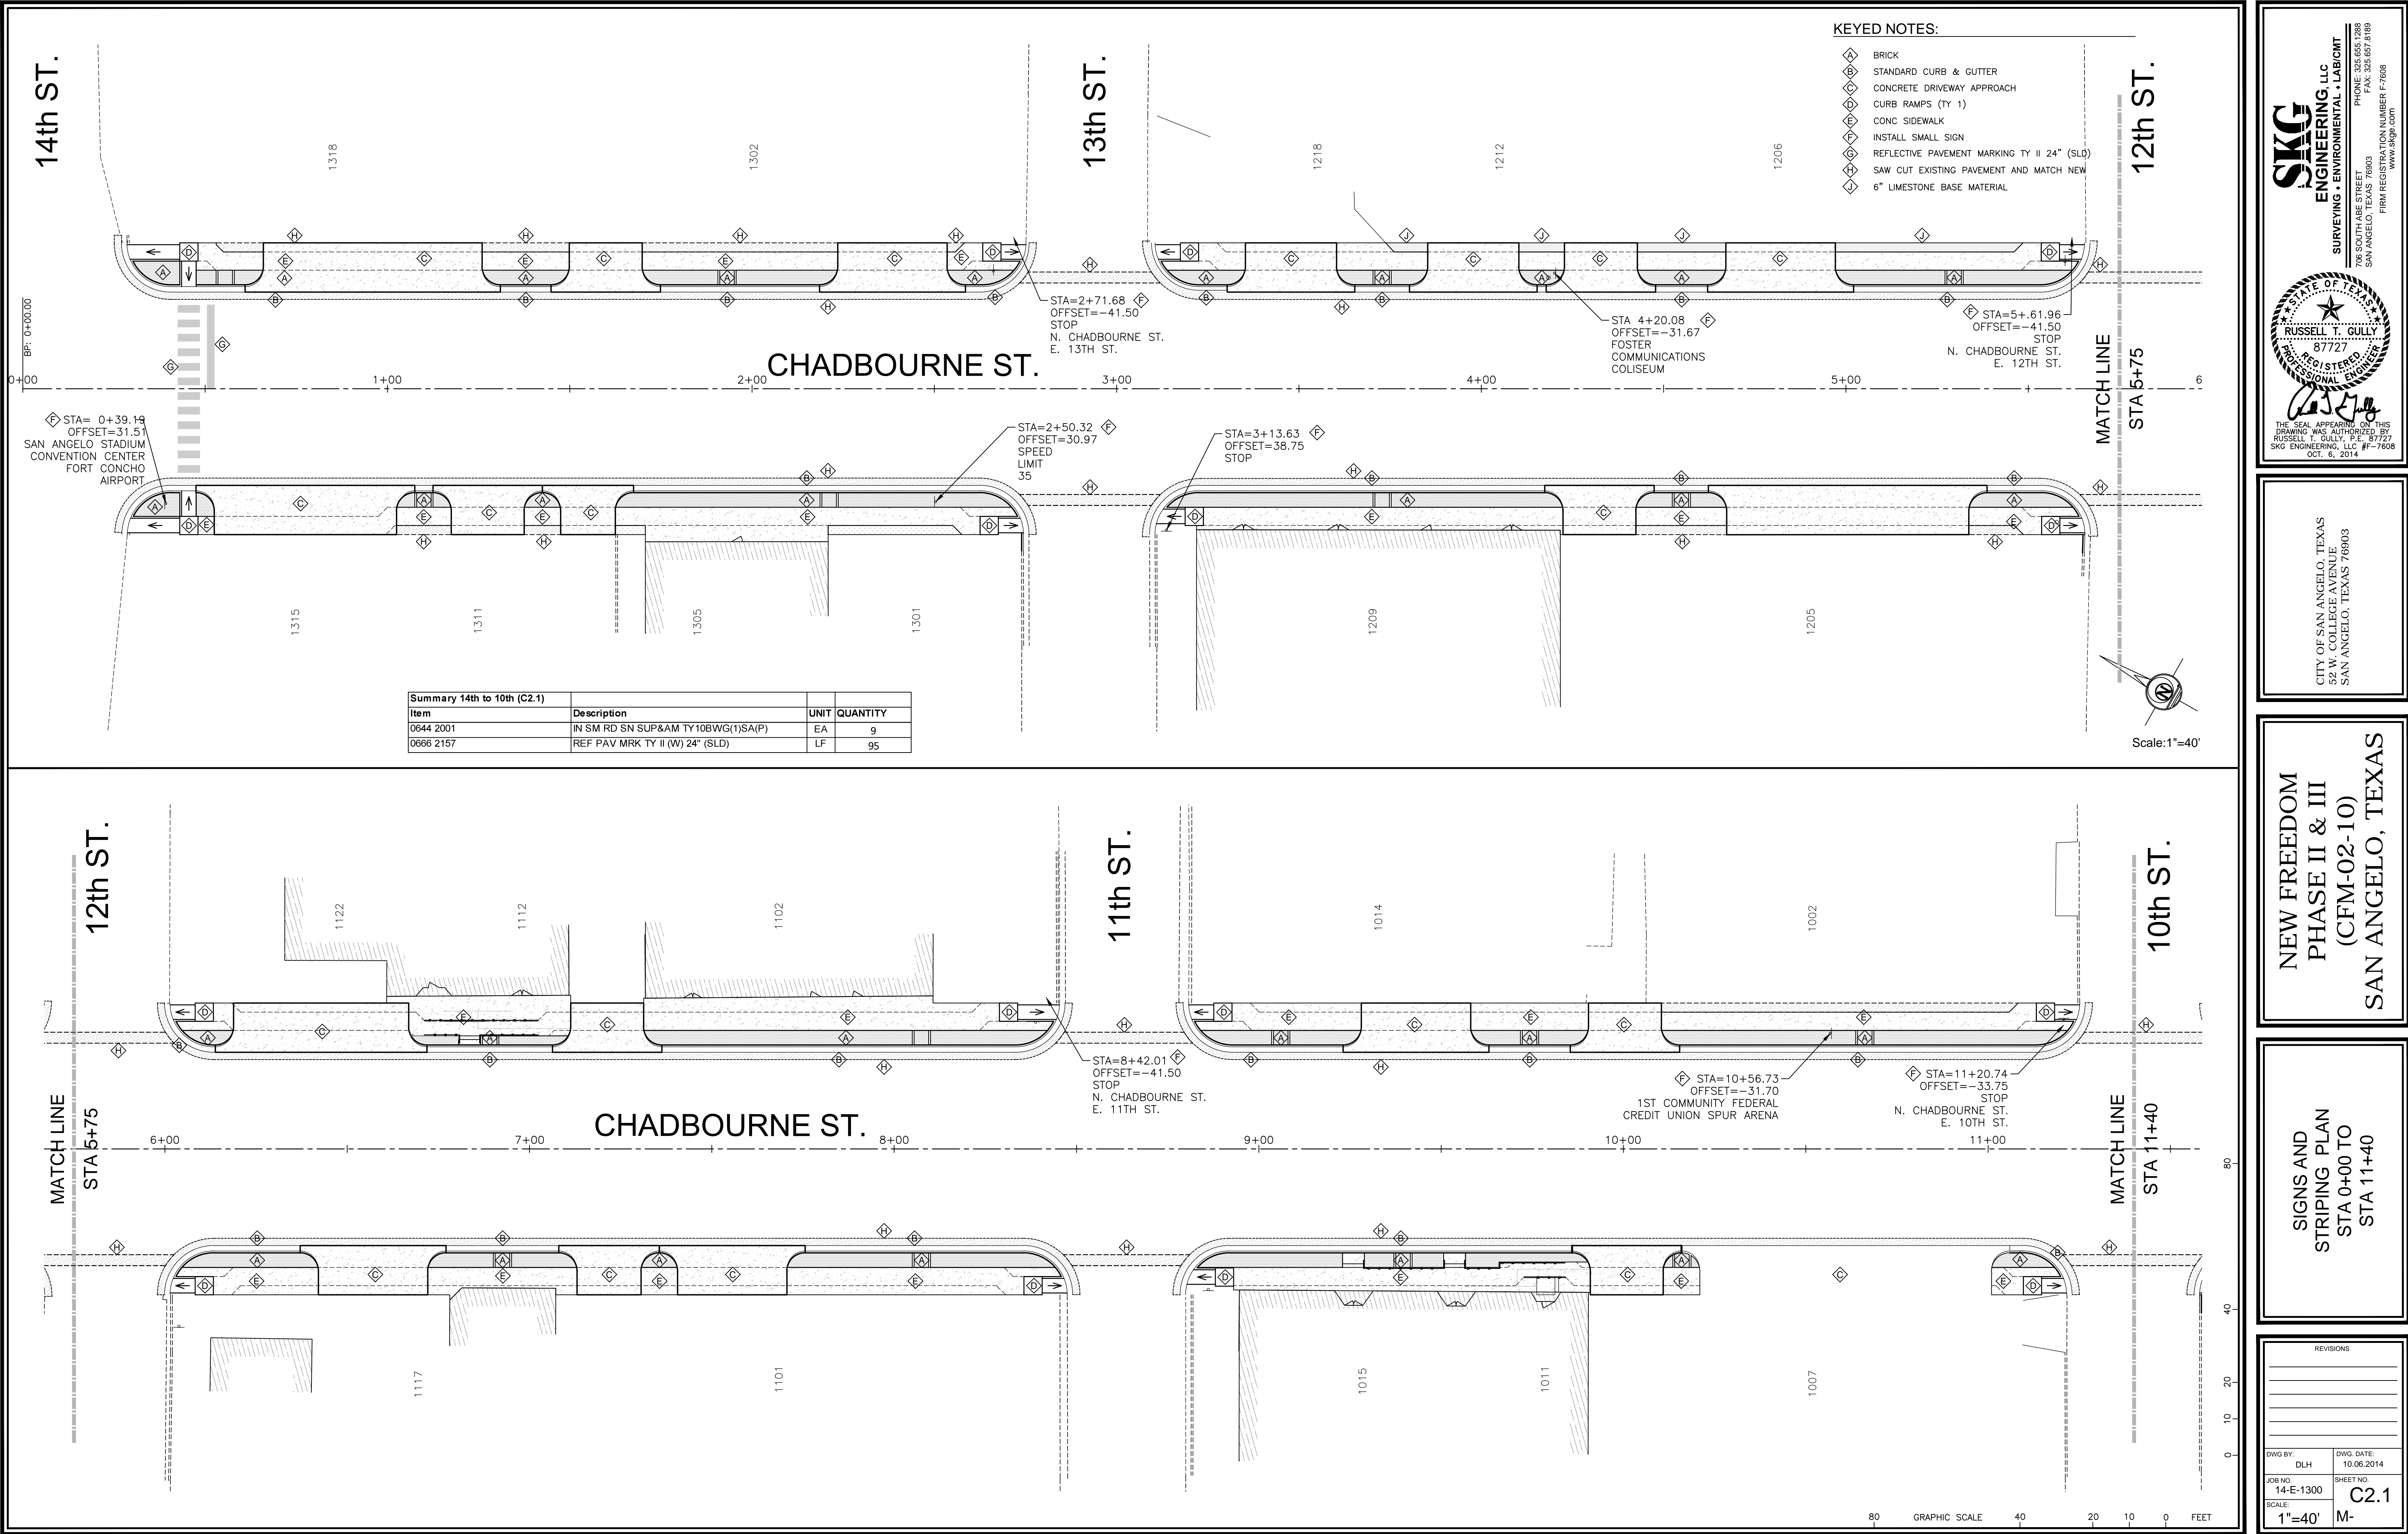 KEYED NOTES:
A BRICK
B STANDARD CURB & GUTTER
C CONCRETE DRIVEWAY APPROACH
D CURB RAMPS (TY 1)
E CONC SIDEWALK
F INSTALL SMALL SIGN
G REFLECTIVE PAVEMENT MARKING TY II 24" (SLD)
H SAW CUT EXISTING PAVEMENT AND MATCH NEW
J 6" LIMESTONE BASE MATERIAL
14th ST.
13th ST.
12th ST.
1318
1302
1218
1212
1206
STA=2+71.68 F
OFFSET=-41.50
STOP
N. CHADBOURNE ST.
E. 13TH ST.
STA 4+20.08 F
OFFSET=-31.67
FOSTER
COMMUNICATIONS
COLISEUM
F STA=5+.61.96
OFFSET=-41.50
STOP
N. CHADBOURNE ST.
E. 12TH ST.
BP: 0+00.00
CHADBOURNE ST.
0+00
1+00
2+00
3+00
4+00
5+00
6
MATCH LINE
STA 5+75
F STA= 0+39.19
OFFSET=31.51
SAN ANGELO STADIUM
CONVENTION CENTER
FORT CONCHO
AIRPORT
STA=2+50.32 F
OFFSET=30.97
SPEED
LIMIT
35
STA=3+13.63 F
OFFSET=38.75
STOP
1315
1311
1305
1301
1209
1205
N
Scale:1"=40'
Summary 14th to 10th (C2.1)
Item Description UNIT QUANTITY
0644 2001 IN SM RD SN SUP&AM TY10BWG(1)SA(P) EA 9
0666 2157 REF PAV MRK TY II (W) 24" (SLD) LF 95
12th ST.
11th ST.
10th ST.
1122
1112
1102
1014
1002
STA=8+42.01 F
OFFSET=-41.50
STOP
N. CHADBOURNE ST.
E. 11TH ST.
F STA=10+56.73
OFFSET=-31.70
1ST COMMUNITY FEDERAL
CREDIT UNION SPUR ARENA
F STA=11+20.74
OFFSET=-33.75
STOP
N. CHADBOURNE ST.
E. 10TH ST.
MATCH LINE
STA 5+75
CHADBOURNE ST.
6+00
7+00
8+00
9+00
10+00
11+00
MATCH LINE
STA 11+40
1117
1101
1015
1011
1007
80
40
20
10
0
80 GRAPHIC SCALE 40 20 10 0 FEET
SKG
ENGINEERING, LLC
SURVEYING • ENVIRONMENTAL • LAB/CMT
706 SOUTH ABE STREET PHONE: 325.655.1288
SAN ANGELO, TEXAS 76903 FAX: 325.657.8189
FIRM REGISTRATION NUMBER F-7608
www.skge.com
STATE OF TEXAS
RUSSELL T. GULLY
87727
REGISTERED
PROFESSIONAL ENGINEER
THE SEAL APPEARING ON THIS
DRAWING WAS AUTHORIZED BY
RUSSELL T. GULLY, P.E. 87727
SKG ENGINEERING, LLC #F-7608
OCT. 6, 2014
CITY OF SAN ANGELO, TEXAS
52 W. COLLEGE AVENUE
SAN ANGELO, TEXAS 76903
NEW FREEDOM
PHASE II & III
(CFM-02-10)
SAN ANGELO, TEXAS
SIGNS AND
STRIPING PLAN
STA 0+00 TO
STA 11+40
REVISIONS
DWG BY: DWG. DATE:
DLH 10.06.2014
JOB NO. SHEET NO.
14-E-1300 C2.1
SCALE:
1"=40' M-